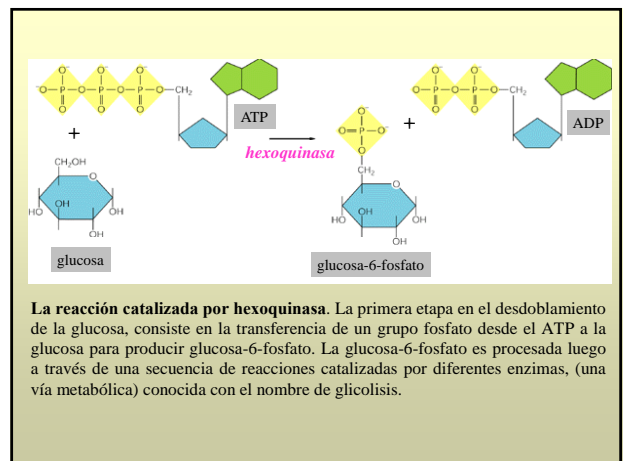 ATP
+
hexoquinasa
+
ADP
O⁻ O⁻ O⁻
⁻O–P–O–P–O–P–O–CH₂
O O O
O⁻ O⁻
⁻O–P–O–P–O–CH₂
O O
O⁻
O=P–O⁻
O
CH₂
CH₂OH
O
HO OH OH
OH
O
HO OH OH
OH
glucosa
glucosa-6-fosfato
La reacción catalizada por hexoquinasa. La primera etapa en el desdoblamiento
de la glucosa, consiste en la transferencia de un grupo fosfato desde el ATP a la
glucosa para producir glucosa-6-fosfato. La glucosa-6-fosfato es procesada luego
a través de una secuencia de reacciones catalizadas por diferentes enzimas, (una
vía metabólica) conocida con el nombre de glicolisis.